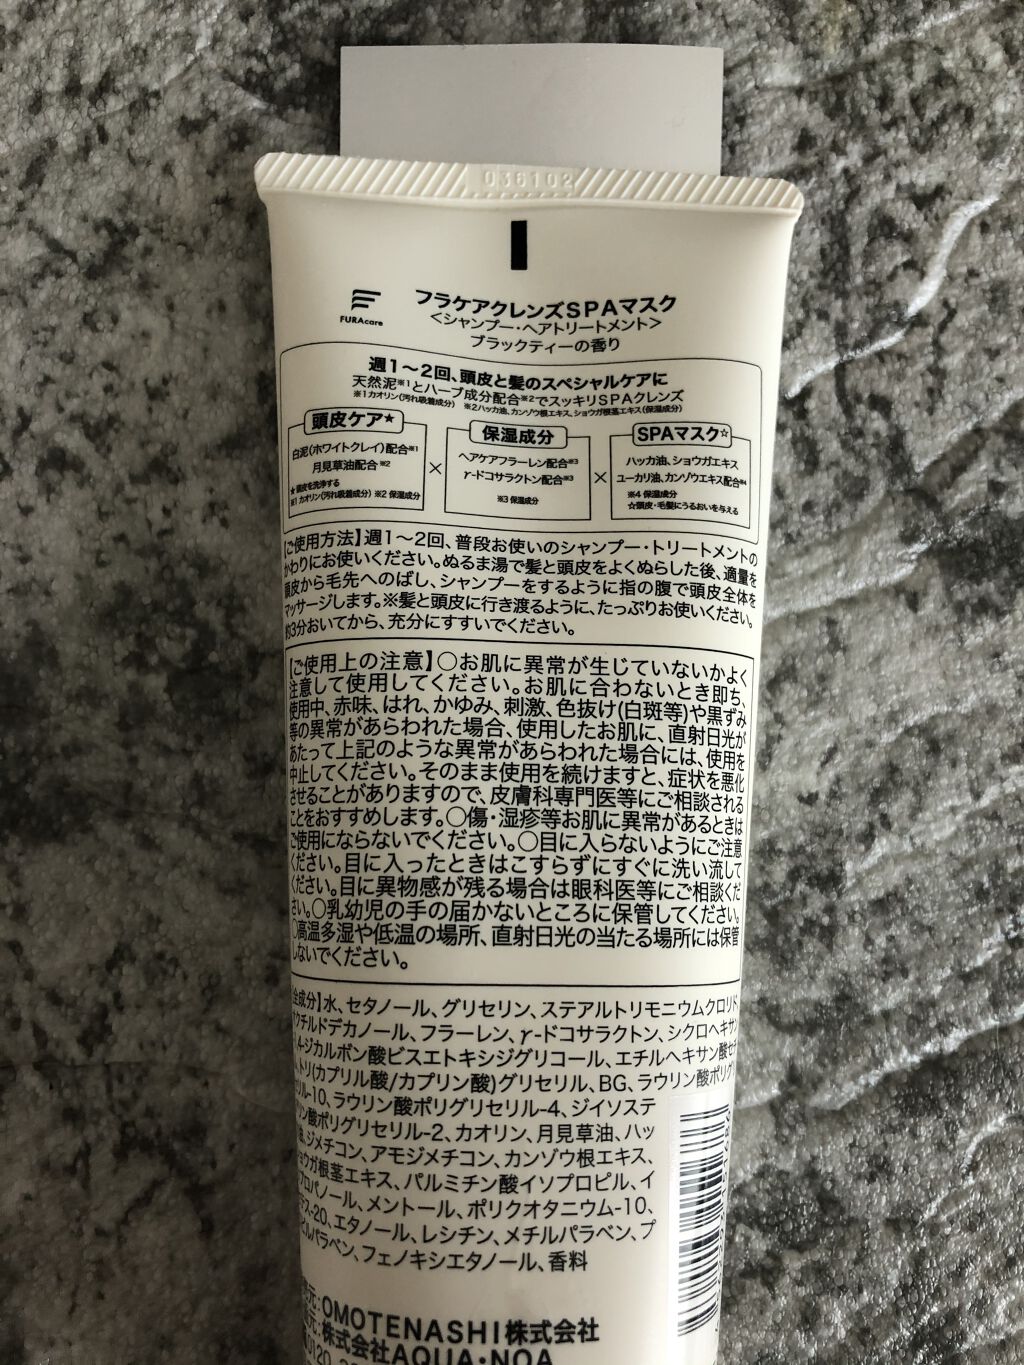 036102
FURAcare
フラケアクレンズSPAマスク
<シャンプー・ヘアトリートメント>
ブラックティーの香り
週1〜2回、頭皮と髪のスペシャルケアに
天然泥※1とハーブ成分配合※2でスッキリSPAクレンズ
※1カオリン(汚れ吸着成分) ※2ハッカ油、カンゾウ根エキス、ショウガ根茎エキス(保湿成分)
頭皮ケア★
白泥(ホワイトクレイ)配合※1
月見草油配合※2
★頭皮を洗浄する
※1 カオリン(汚れ吸着成分) ※2 保湿成分
×
保湿成分
ヘアケアフラーレン配合※3
γ-ドコサラクトン配合※3
※3 保湿成分
×
SPAマスク☆
ハッカ油、ショウガエキス
ユーカリ油、カンゾウエキス配合※4
※4 保湿成分
☆頭皮・毛髪にうるおいを与える
【ご使用方法】週1〜2回、普段お使いのシャンプー・トリートメントの
かわりにお使いください。ぬるま湯で髪と頭皮をよくぬらした後、適量を
頭皮から毛先へのばし、シャンプーをするように指の腹で頭皮全体を
マッサージします。※髪と頭皮に行き渡るように、たっぷりお使いください。
約3分おいてから、充分にすすいでください。
【ご使用上の注意】○お肌に異常が生じていないかよく
注意して使用してください。お肌に合わないとき即ち、
使用中、赤味、はれ、かゆみ、刺激、色抜け(白斑等)や黒ずみ
等の異常があらわれた場合、使用したお肌に、直射日光が
あたって上記のような異常があらわれた場合には、使用を
中止してください。そのまま使用を続けますと、症状を悪化
させることがありますので、皮膚科専門医等にご相談される
ことをおすすめします。○傷・湿疹等お肌に異常があるときは
ご使用にならないでください。○目に入らないようにご注意
ください。目に入ったときはこすらずにすぐに洗い流して
ください。目に異物感が残る場合は眼科医等にご相談くだ
さい。○乳幼児の手の届かないところに保管してください。
○高温多湿や低温の場所、直射日光の当たる場所には保管
しないでください。
全成分】水、セタノール、グリセリン、ステアルトリモニウムクロリド、
オクチルドデカノール、フラーレン、γ-ドコサラクトン、シクロヘキサン
,4-ジカルボン酸ビスエトキシジグリコール、エチルヘキサン酸セチ
、トリ(カプリル酸/カプリン酸)グリセリル、BG、ラウリン酸ポリグ
リル-10、ラウリン酸ポリグリセリル-4、ジイソステ
リン酸ポリグリセリル-2、カオリン、月見草油、ハッ
油、ジメチコン、アモジメチコン、カンゾウ根エキス、
ョウガ根茎エキス、パルミチン酸イソプロピル、イ
プロパノール、メントール、ポリクオタニウム-10、
ス-20、エタノール、レシチン、メチルパラベン、プ
ピルパラベン、フェノキシエタノール、香料
元:OMOTENASHI株式会社
元:株式会社AQUA・NOA